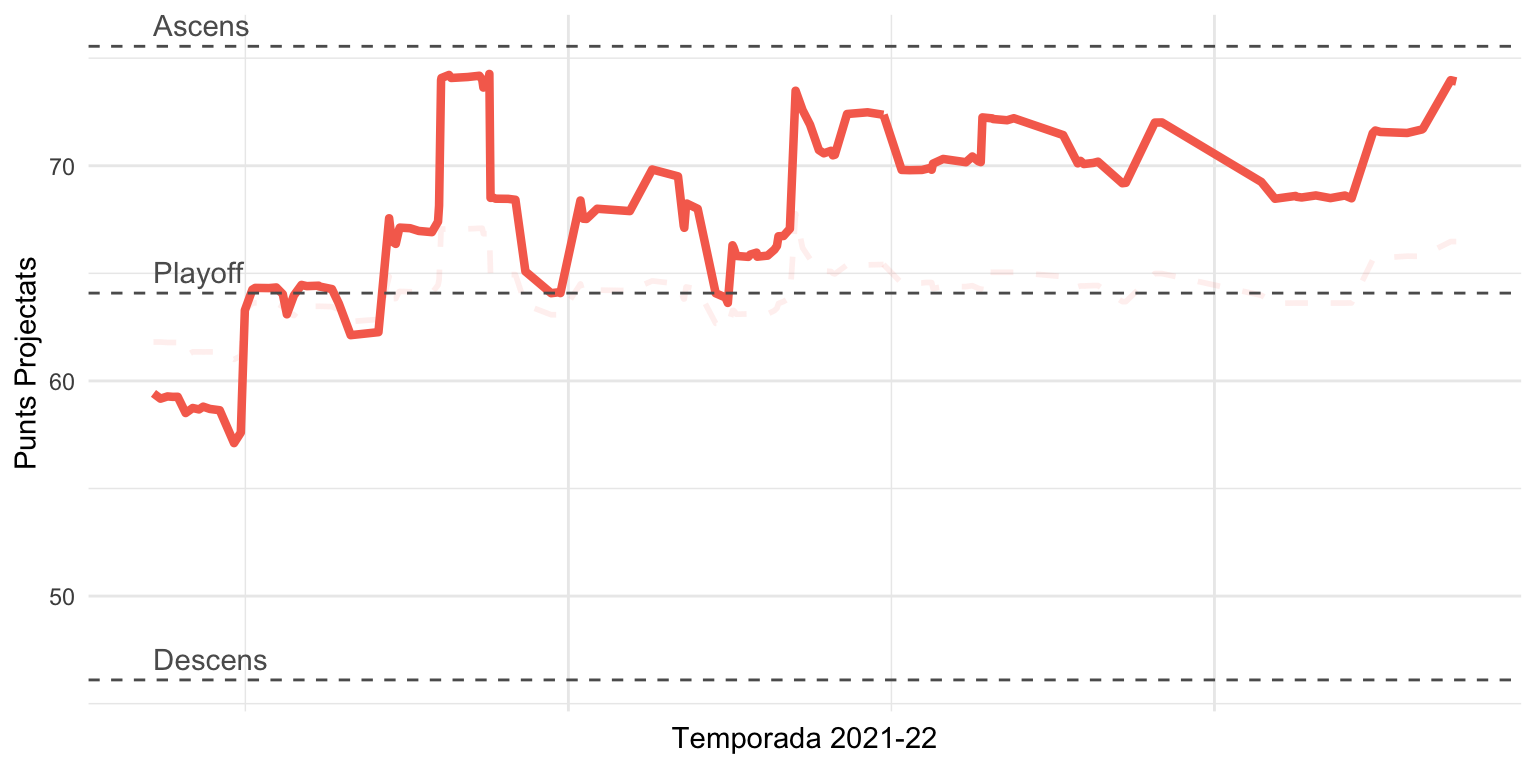 Ascens
70
Playoff
60
50
Descens
Punts Projectats
Temporada 2021-22